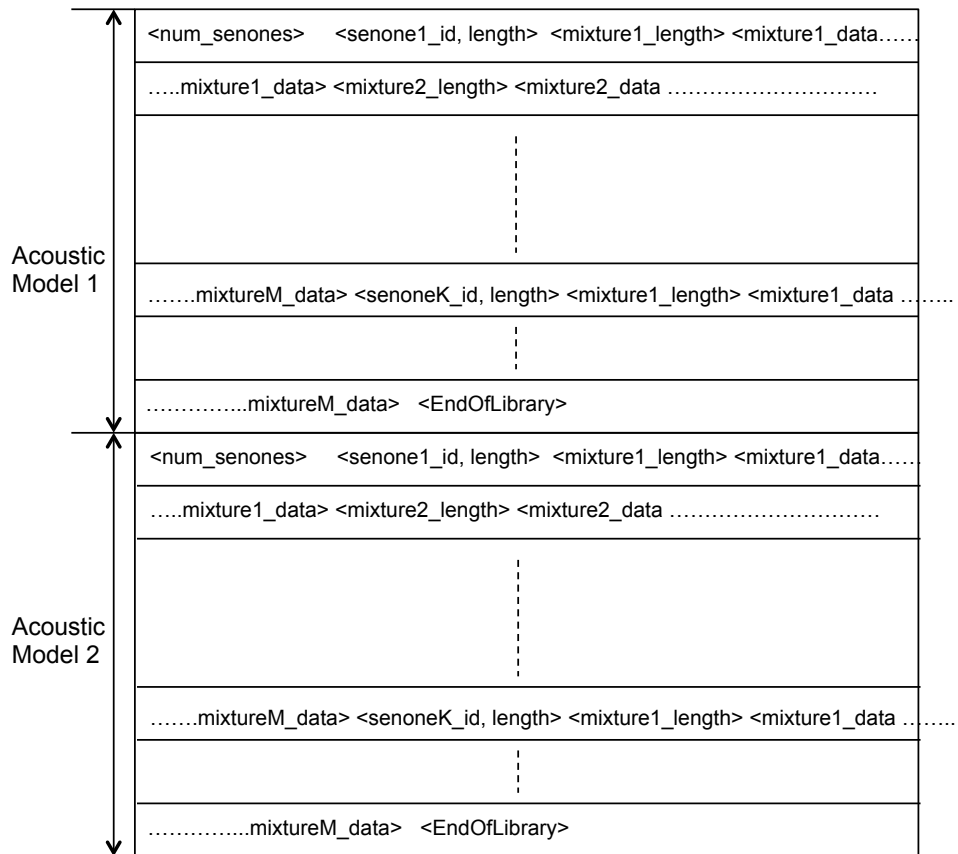 <num_senones> <senone1_id, length> <mixture1_length> <mixture1_data……
…..mixture1_data> <mixture2_length> <mixture2_data …………………………
Acoustic
Model 1
…….mixtureM_data> <senoneK_id, length> <mixture1_length> <mixture1_data ……..
…………...mixtureM_data> <EndOfLibrary>
<num_senones> <senone1_id, length> <mixture1_length> <mixture1_data……
…..mixture1_data> <mixture2_length> <mixture2_data …………………………
Acoustic
Model 2
…….mixtureM_data> <senoneK_id, length> <mixture1_length> <mixture1_data ……..
…………...mixtureM_data> <EndOfLibrary>